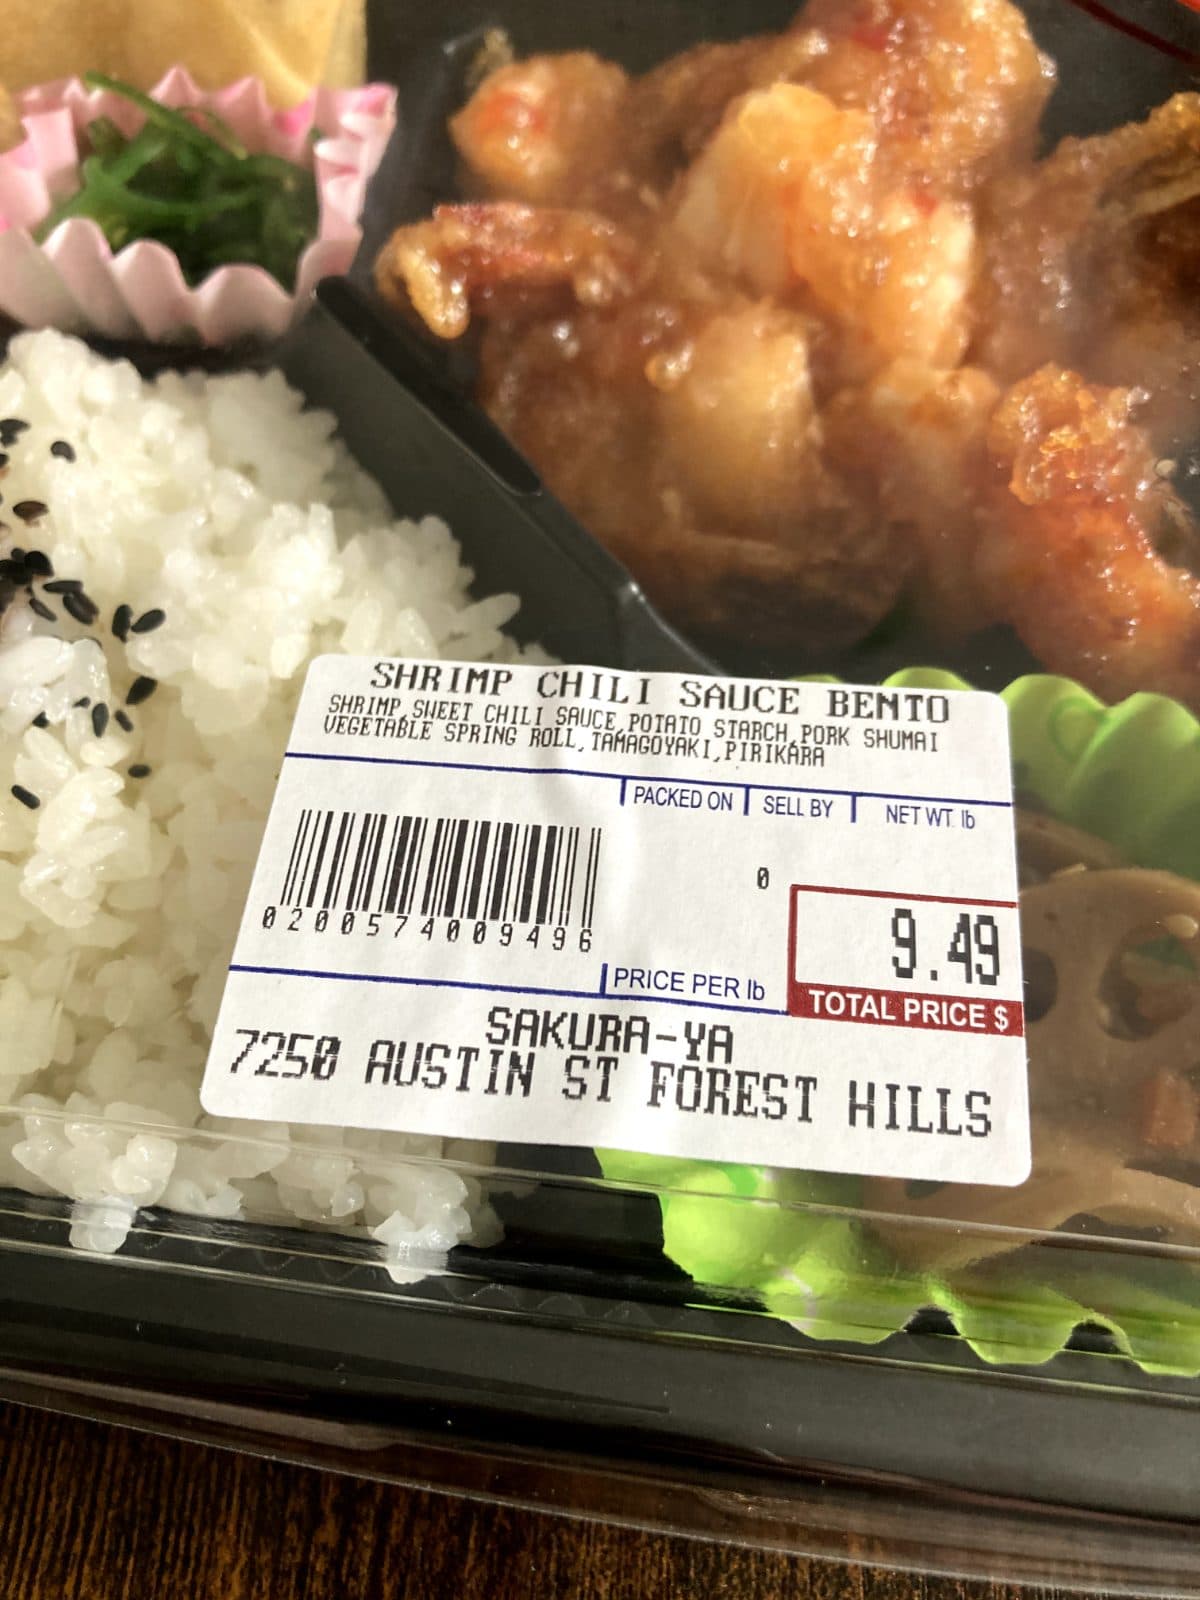 SHRIMP CHILI SAUCE BENTO
SHRIMP,SWEET CHILI SAUCE,POTATO STARCH,PORK SHUMAI
VEGETABLE SPRING ROLL,TAMAGOYAKI,PIRIKARA
PACKED ON SELL BY NET WT. lb
0
0200574009496
9.49
PRICE PER lb
TOTAL PRICE $
SAKURA-YA
7250 AUSTIN ST FOREST HILLS